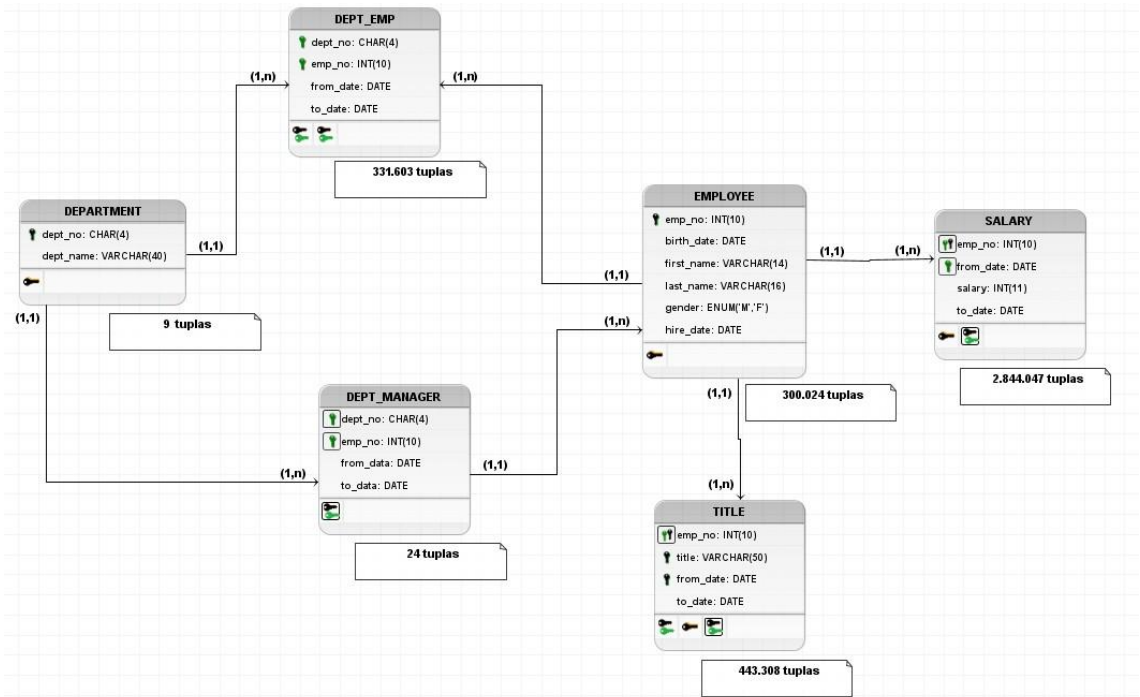 DEPT_EMP
dept_no: CHAR(4)
emp_no: INT(10)
from_date: DATE
to_date: DATE
(1,n)
(1,n)
331.603 tuplas
DEPARTMENT
dept_no: CHAR(4)
dept_name: VARCHAR(40)
(1,1)
(1,1)
9 tuplas
EMPLOYEE
emp_no: INT(10)
birth_date: DATE
first_name: VARCHAR(14)
last_name: VARCHAR(16)
gender: ENUM('M','F')
hire_date: DATE
(1,1)
(1,n)
(1,1)
(1,n)
(1,1)
300.024 tuplas
SALARY
emp_no: INT(10)
from_date: DATE
salary: INT(11)
to_date: DATE
2.844.047 tuplas
DEPT_MANAGER
dept_no: CHAR(4)
emp_no: INT(10)
from_data: DATE
to_data: DATE
(1,n)
(1,1)
24 tuplas
(1,n)
TITLE
emp_no: INT(10)
title: VARCHAR(50)
from_date: DATE
to_date: DATE
443.308 tuplas